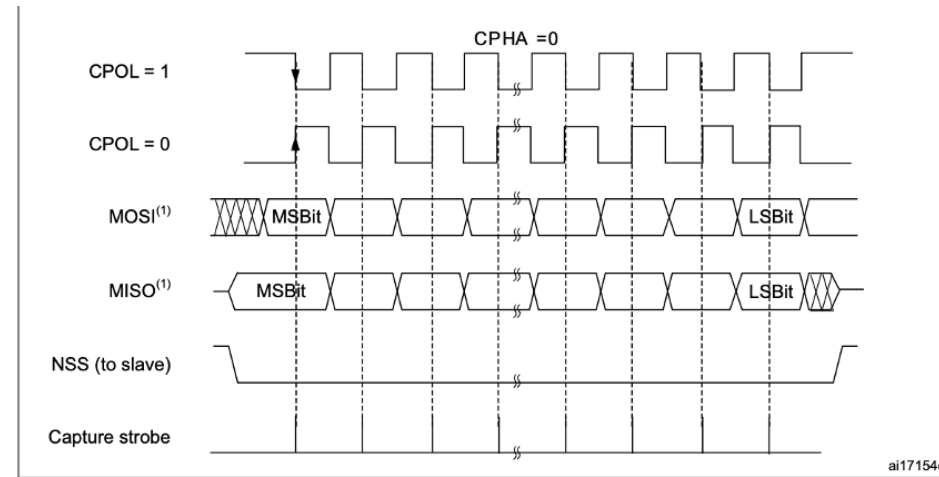 CPHA =0
CPOL = 1
CPOL = 0
MOSI(1) MSBit LSBit
MISO(1) MSBit LSBit
NSS (to slave)
Capture strobe